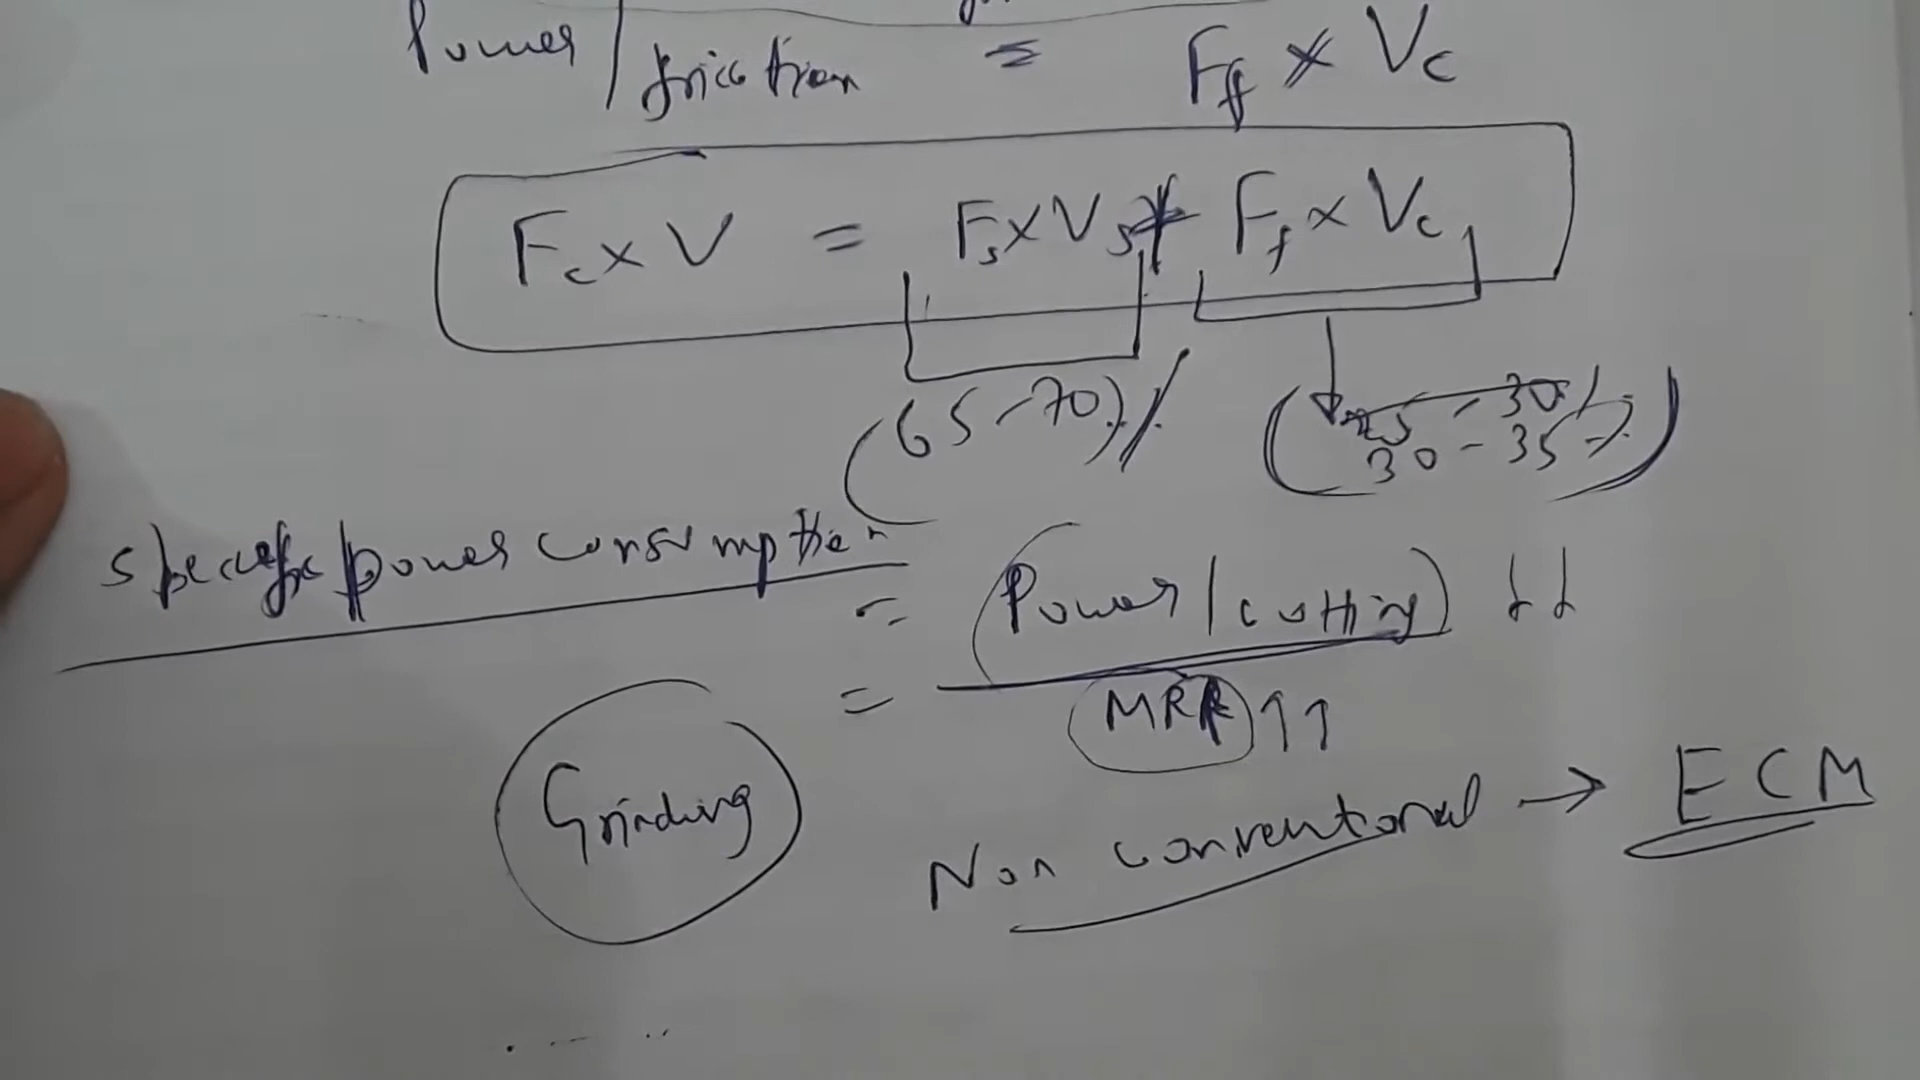 Power/friction = Ff × Vc
Fc × V = Fs × Vs + Ff × Vc
(65-70)% (30-35%)
specific power consumption = Power/(cutting) ↓↓
= MRR ↑↑
Grinding
Non conventional → ECM